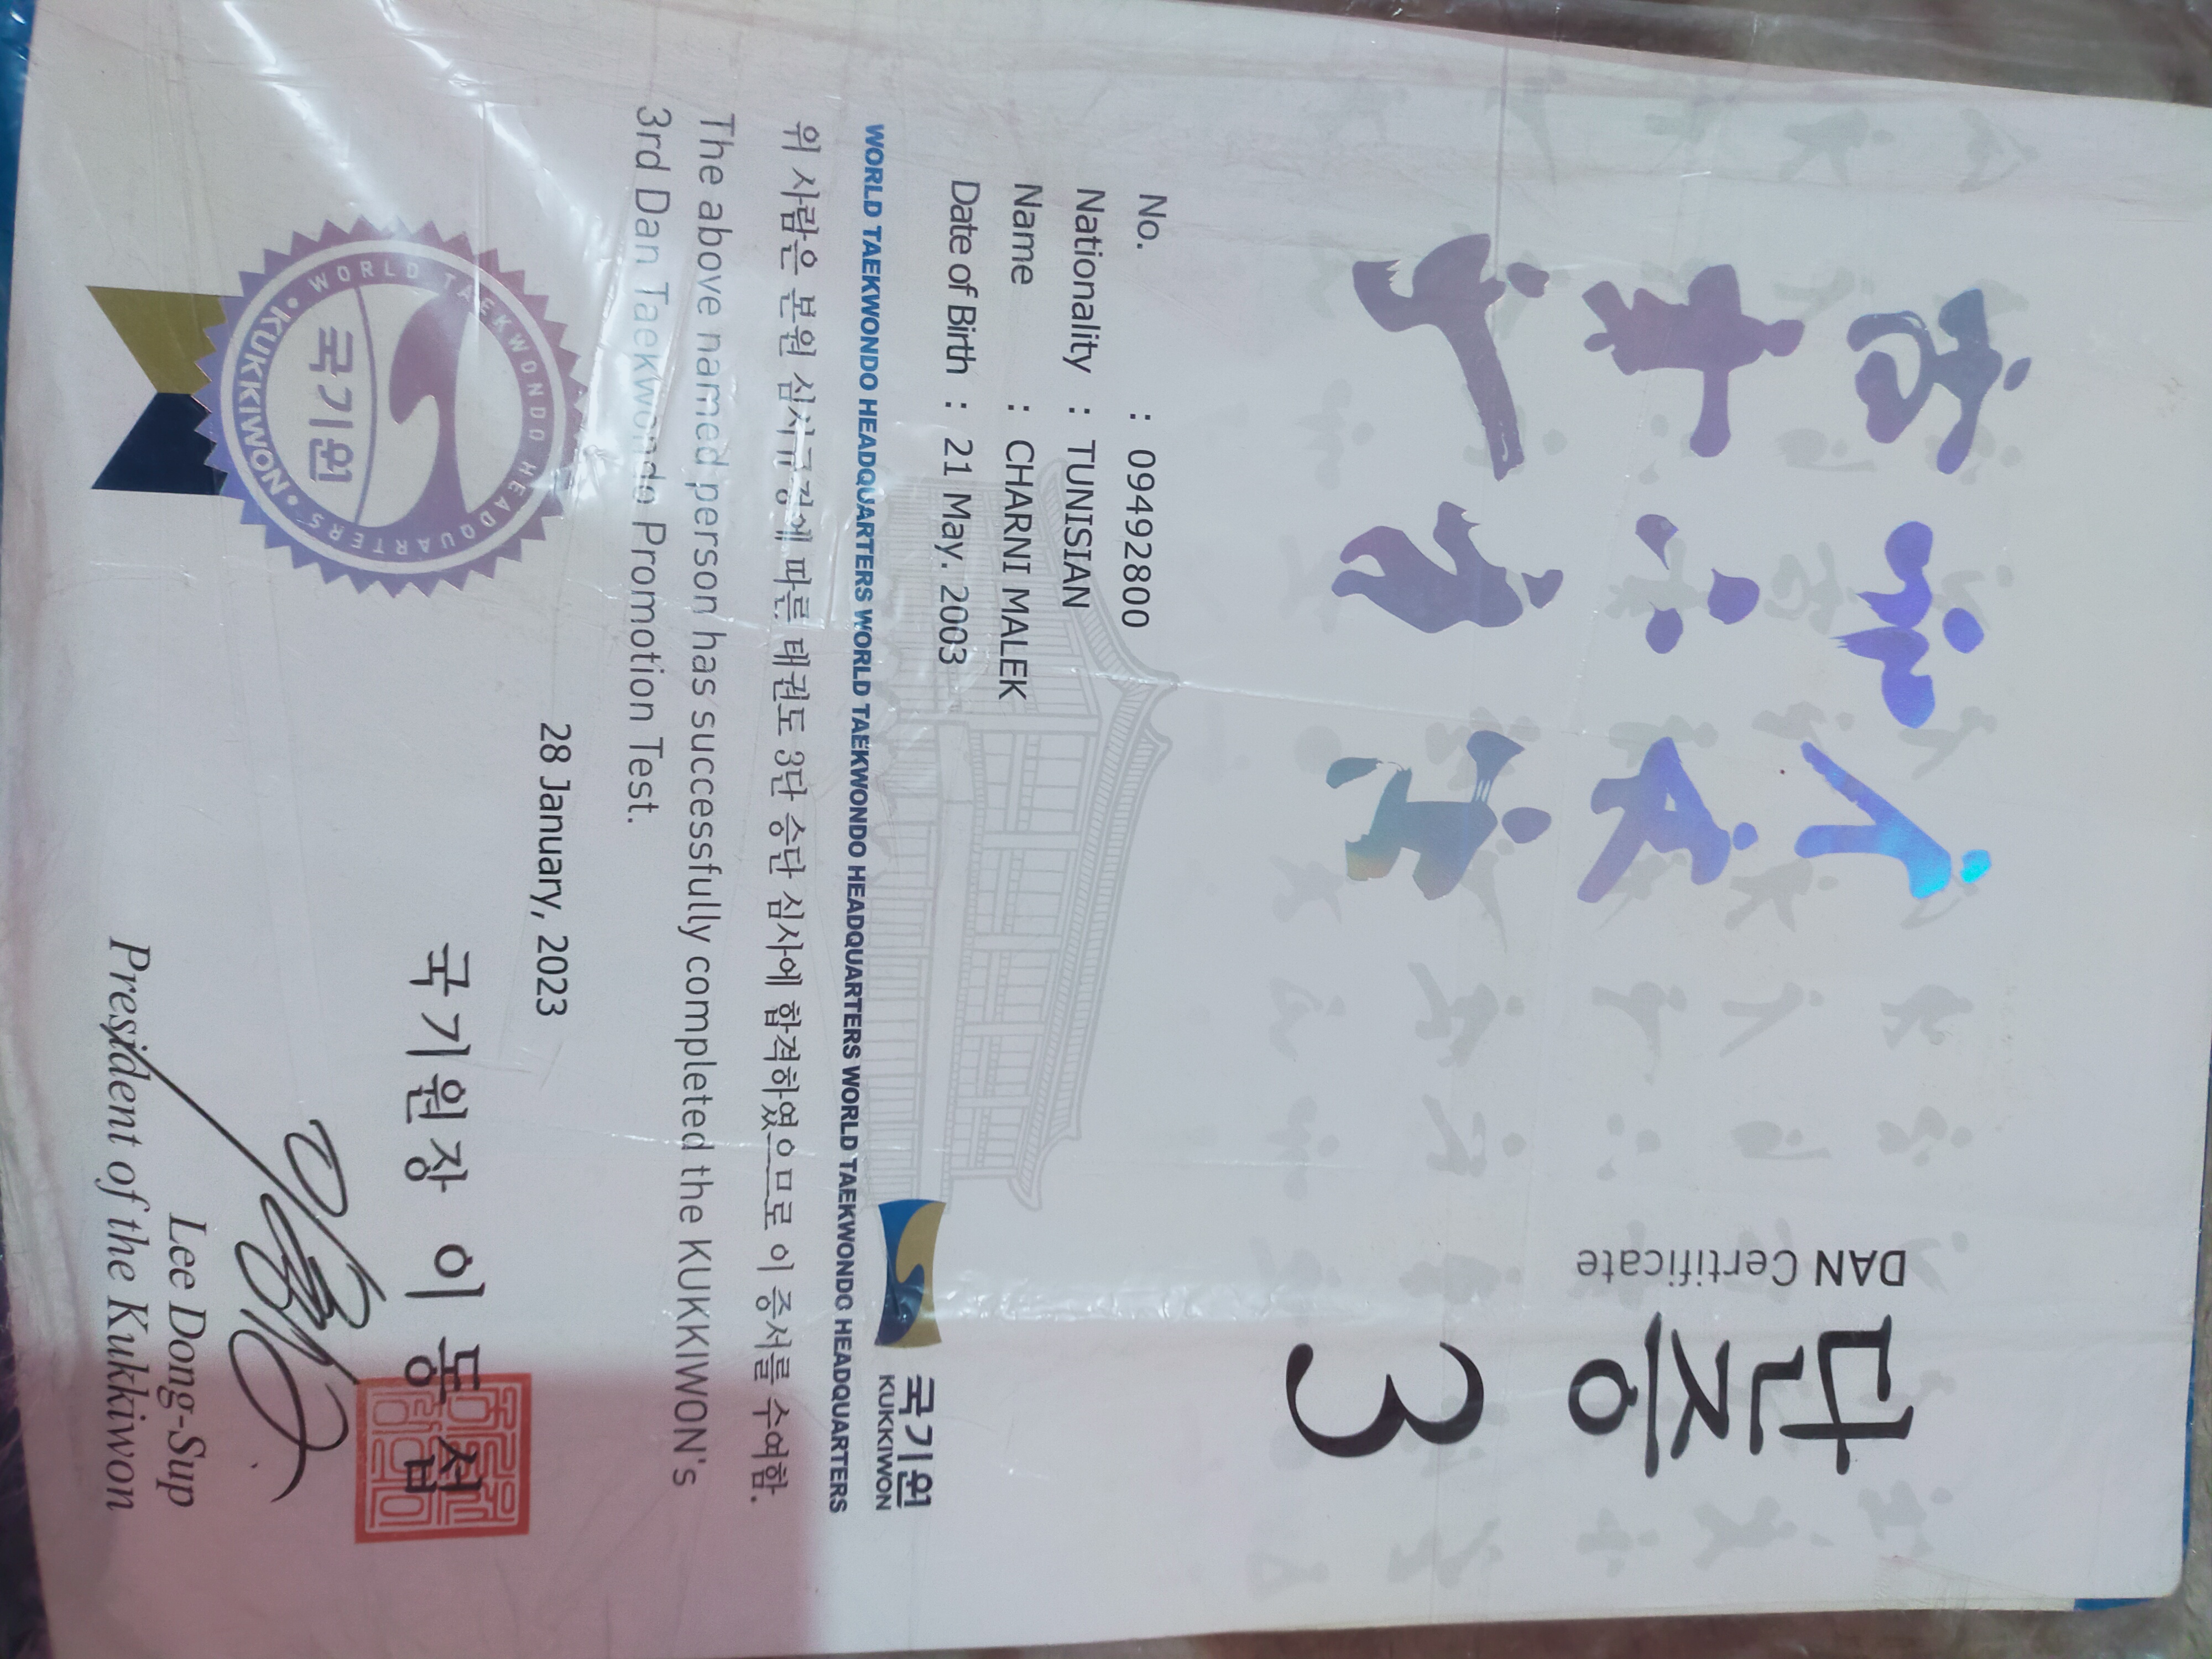 단증 3
DAN Certificate
No. : 09492800
Nationality : TUNISIAN
Name : CHARNI MALEK
Date of Birth : 21 May. 2003
국기원
KUKKIWON
WORLD TAEKWONDO HEADQUARTERS WORLD TAEKWONDO HEADQUARTERS WORLD TAEKWONDO HEADQUARTERS WORLD TAEKWONDO HEADQUARTERS
위 사람은 본원 심사규정에 따른 태권도 3단 승단 심사에 합격하였으므로 이 증서를 수여함.
The above named person has successfully completed the KUKKIWON's
3rd Dan Taekwondo Promotion Test.
28 January, 2023
WORLD TAEKWONDO HEADQUARTERS
국기원
• KUKKIWON •
국기원장 이동섭
Lee Dong-Sup
President of the Kukkiwon